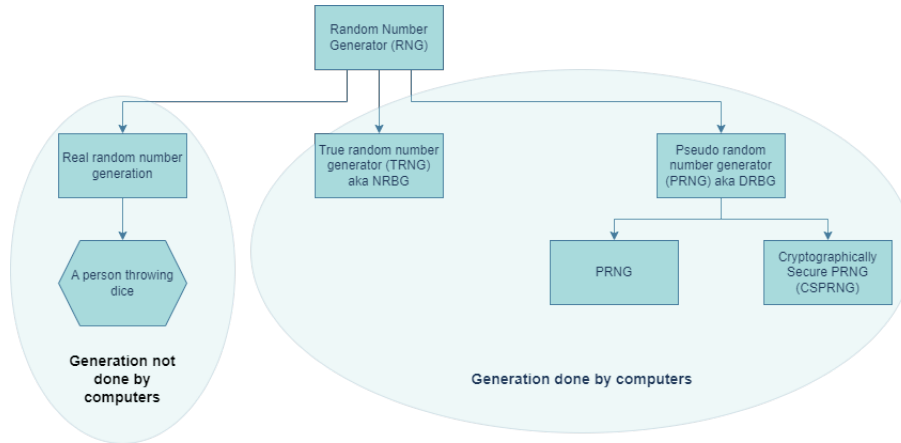 Random Number
Generator (RNG)
Real random number
generation
True random number
generator (TRNG)
aka NRBG
Pseudo random
number generator
(PRNG) aka DRBG
A person throwing
dice
PRNG
Cryptographically
Secure PRNG
(CSPRNG)
Generation not
done by
computers
Generation done by computers